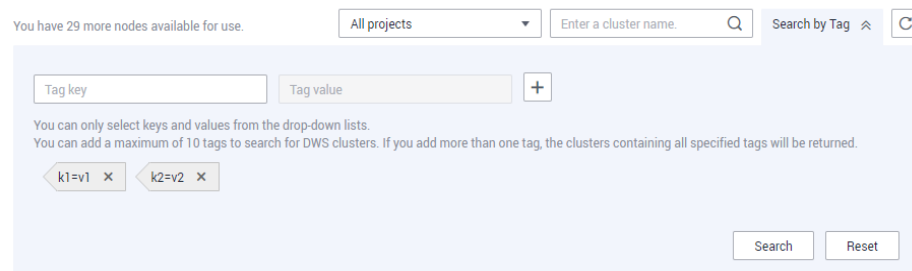 You have 29 more nodes available for use.
All projects
Enter a cluster name.
Search by Tag
Tag key
Tag value
You can only select keys and values from the drop-down lists.
You can add a maximum of 10 tags to search for DWS clusters. If you add more than one tag, the clusters containing all specified tags will be returned.
k1=v1
k2=v2
Search
Reset